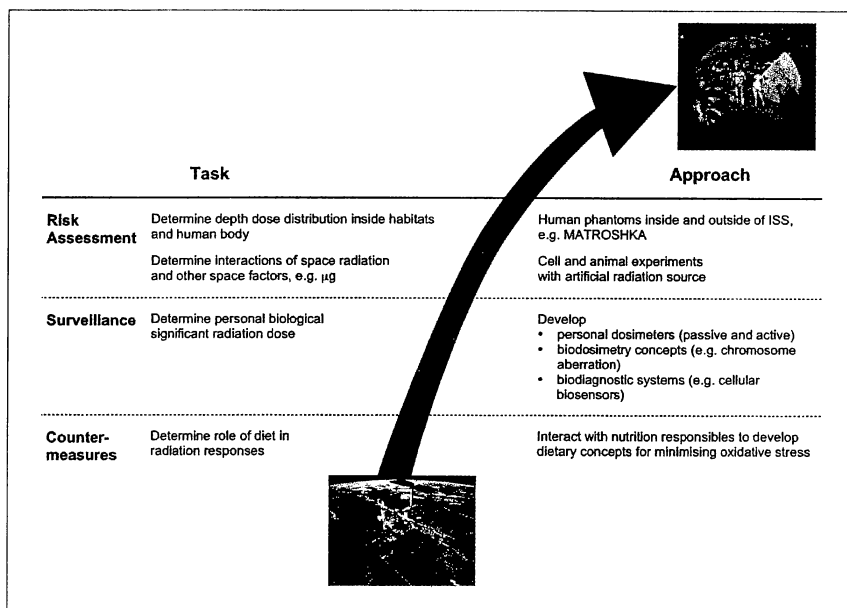 Task
Approach
Risk
Assessment
Determine depth dose distribution inside habitats
and human body
Human phantoms inside and outside of ISS,
e.g. MATROSHKA
Determine interactions of space radiation
and other space factors, e.g. µg
Cell and animal experiments
with artificial radiation source
Surveillance
Determine personal biological
significant radiation dose
Develop
• personal dosimeters (passive and active)
• biodosimetry concepts (e.g. chromosome
aberration)
• biodiagnostic systems (e.g. cellular
biosensors)
Counter-
measures
Determine role of diet in
radiation responses
Interact with nutrition responsibles to develop
dietary concepts for minimising oxidative stress